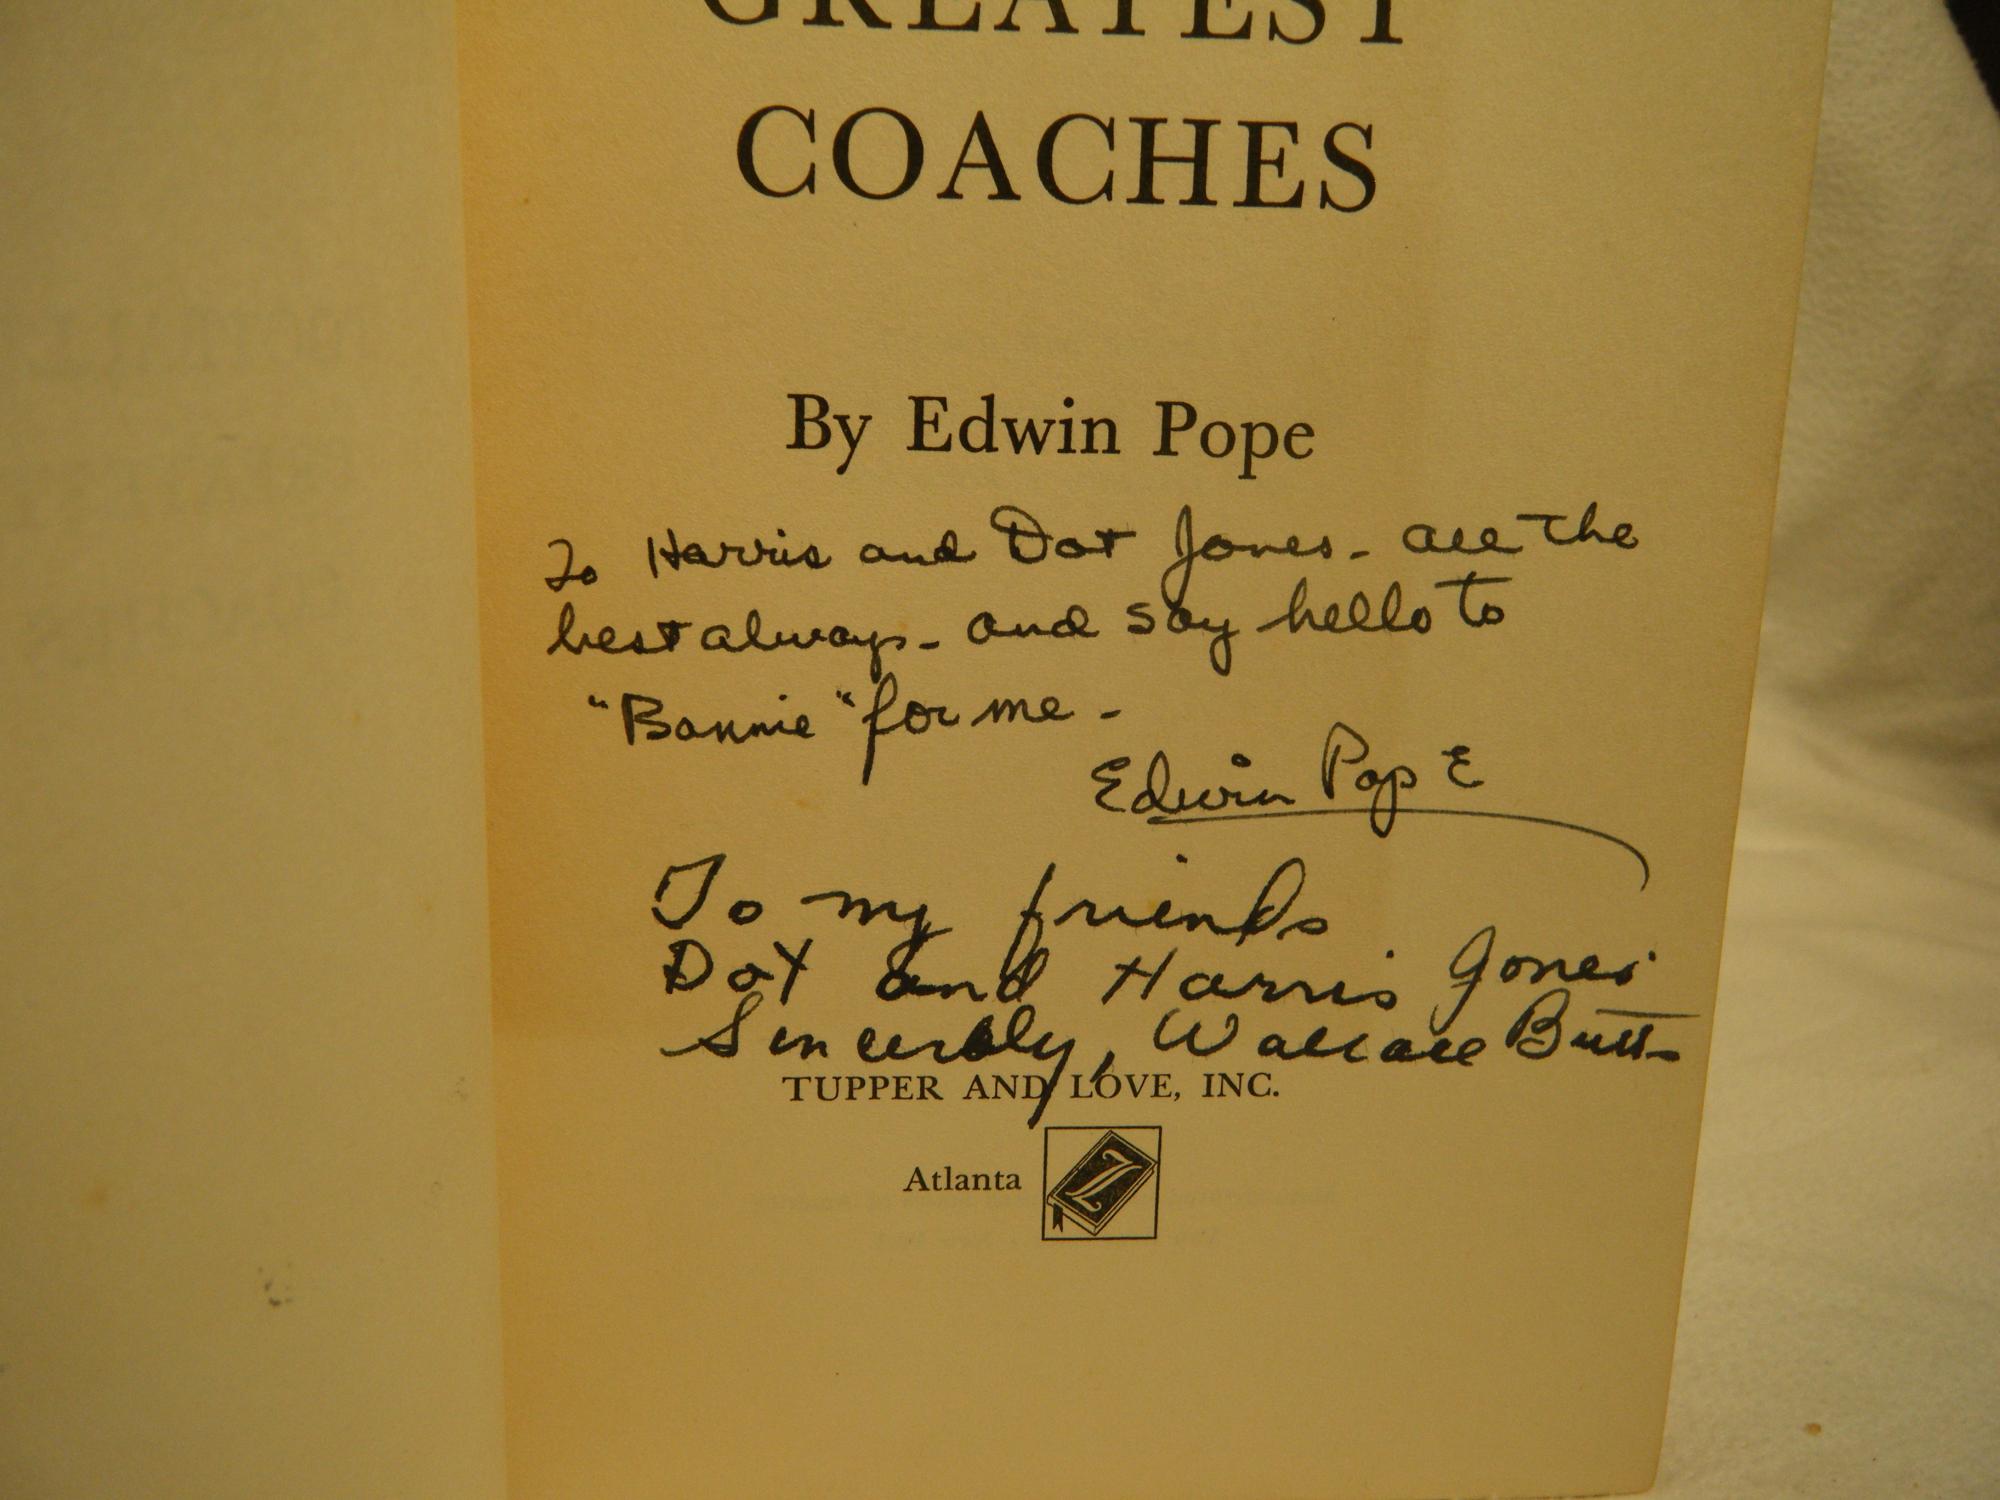 GREATEST
COACHES
By Edwin Pope
To Harris and Dot Jones - all the
best always - and say hello to
"Bannie" for me -
Edwin Pope
To my friends
Dot and Harris Jones
Sincerely, Wallace Butts
TUPPER AND LOVE, INC.
Atlanta